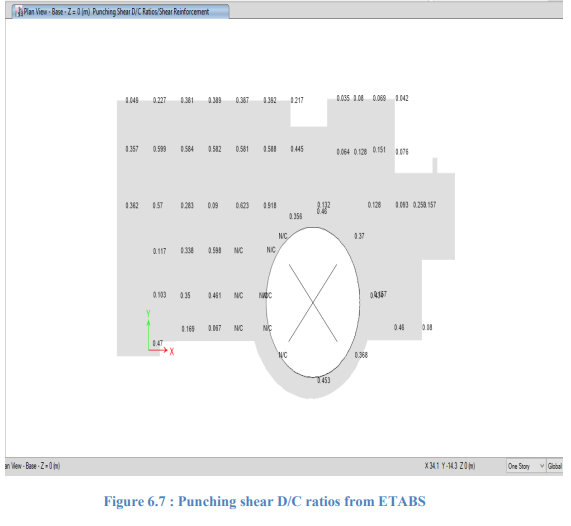 Plan View - Base - Z = 0 (m) Punching Shear D/C Ratios/Shear Reinforcement
0.049 0.227 0.381 0.389 0.387 0.392 0.217 0.035 0.08 0.069 0.042
0.357 0.599 0.584 0.582 0.581 0.588 0.445 0.064 0.128 0.151 0.076
0.362 0.57 0.283 0.09 0.623 0.918 0.356 0.132 0.46 0.128 0.093 0.157
N/C 0.37
0.117 0.338 0.598 N/C N/C
0.103 0.35 0.461 N/C
Y
0.169 0.067 N/C N/C 0.46 0.08
0.47
X
N/C 0.368
0.453
an View - Base - Z = 0 (m) X 34.1 Y -14.3 Z 0 (m) One Story Global
Figure 6.7 : Punching shear D/C ratios from ETABS